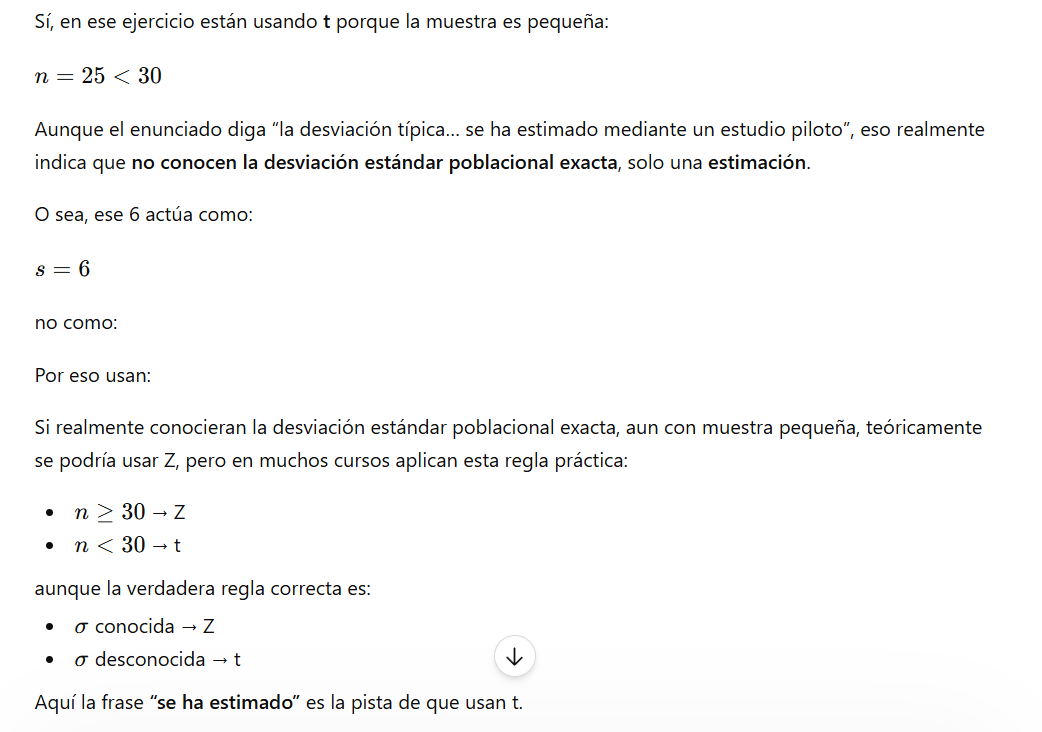 Sí, en ese ejercicio están usando t porque la muestra es pequeña:
n = 25 < 30
Aunque el enunciado diga “la desviación típica... se ha estimado mediante un estudio piloto”, eso realmente
indica que no conocen la desviación estándar poblacional exacta, solo una estimación.
O sea, ese 6 actúa como:
s = 6
no como:
Por eso usan:
Si realmente conocieran la desviación estándar poblacional exacta, aun con muestra pequeña, teóricamente
se podría usar Z, pero en muchos cursos aplican esta regla práctica:
• n ≥ 30 → Z
• n < 30 → t
aunque la verdadera regla correcta es:
• σ conocida → Z
• σ desconocida → t
Aquí la frase “se ha estimado” es la pista de que usan t.